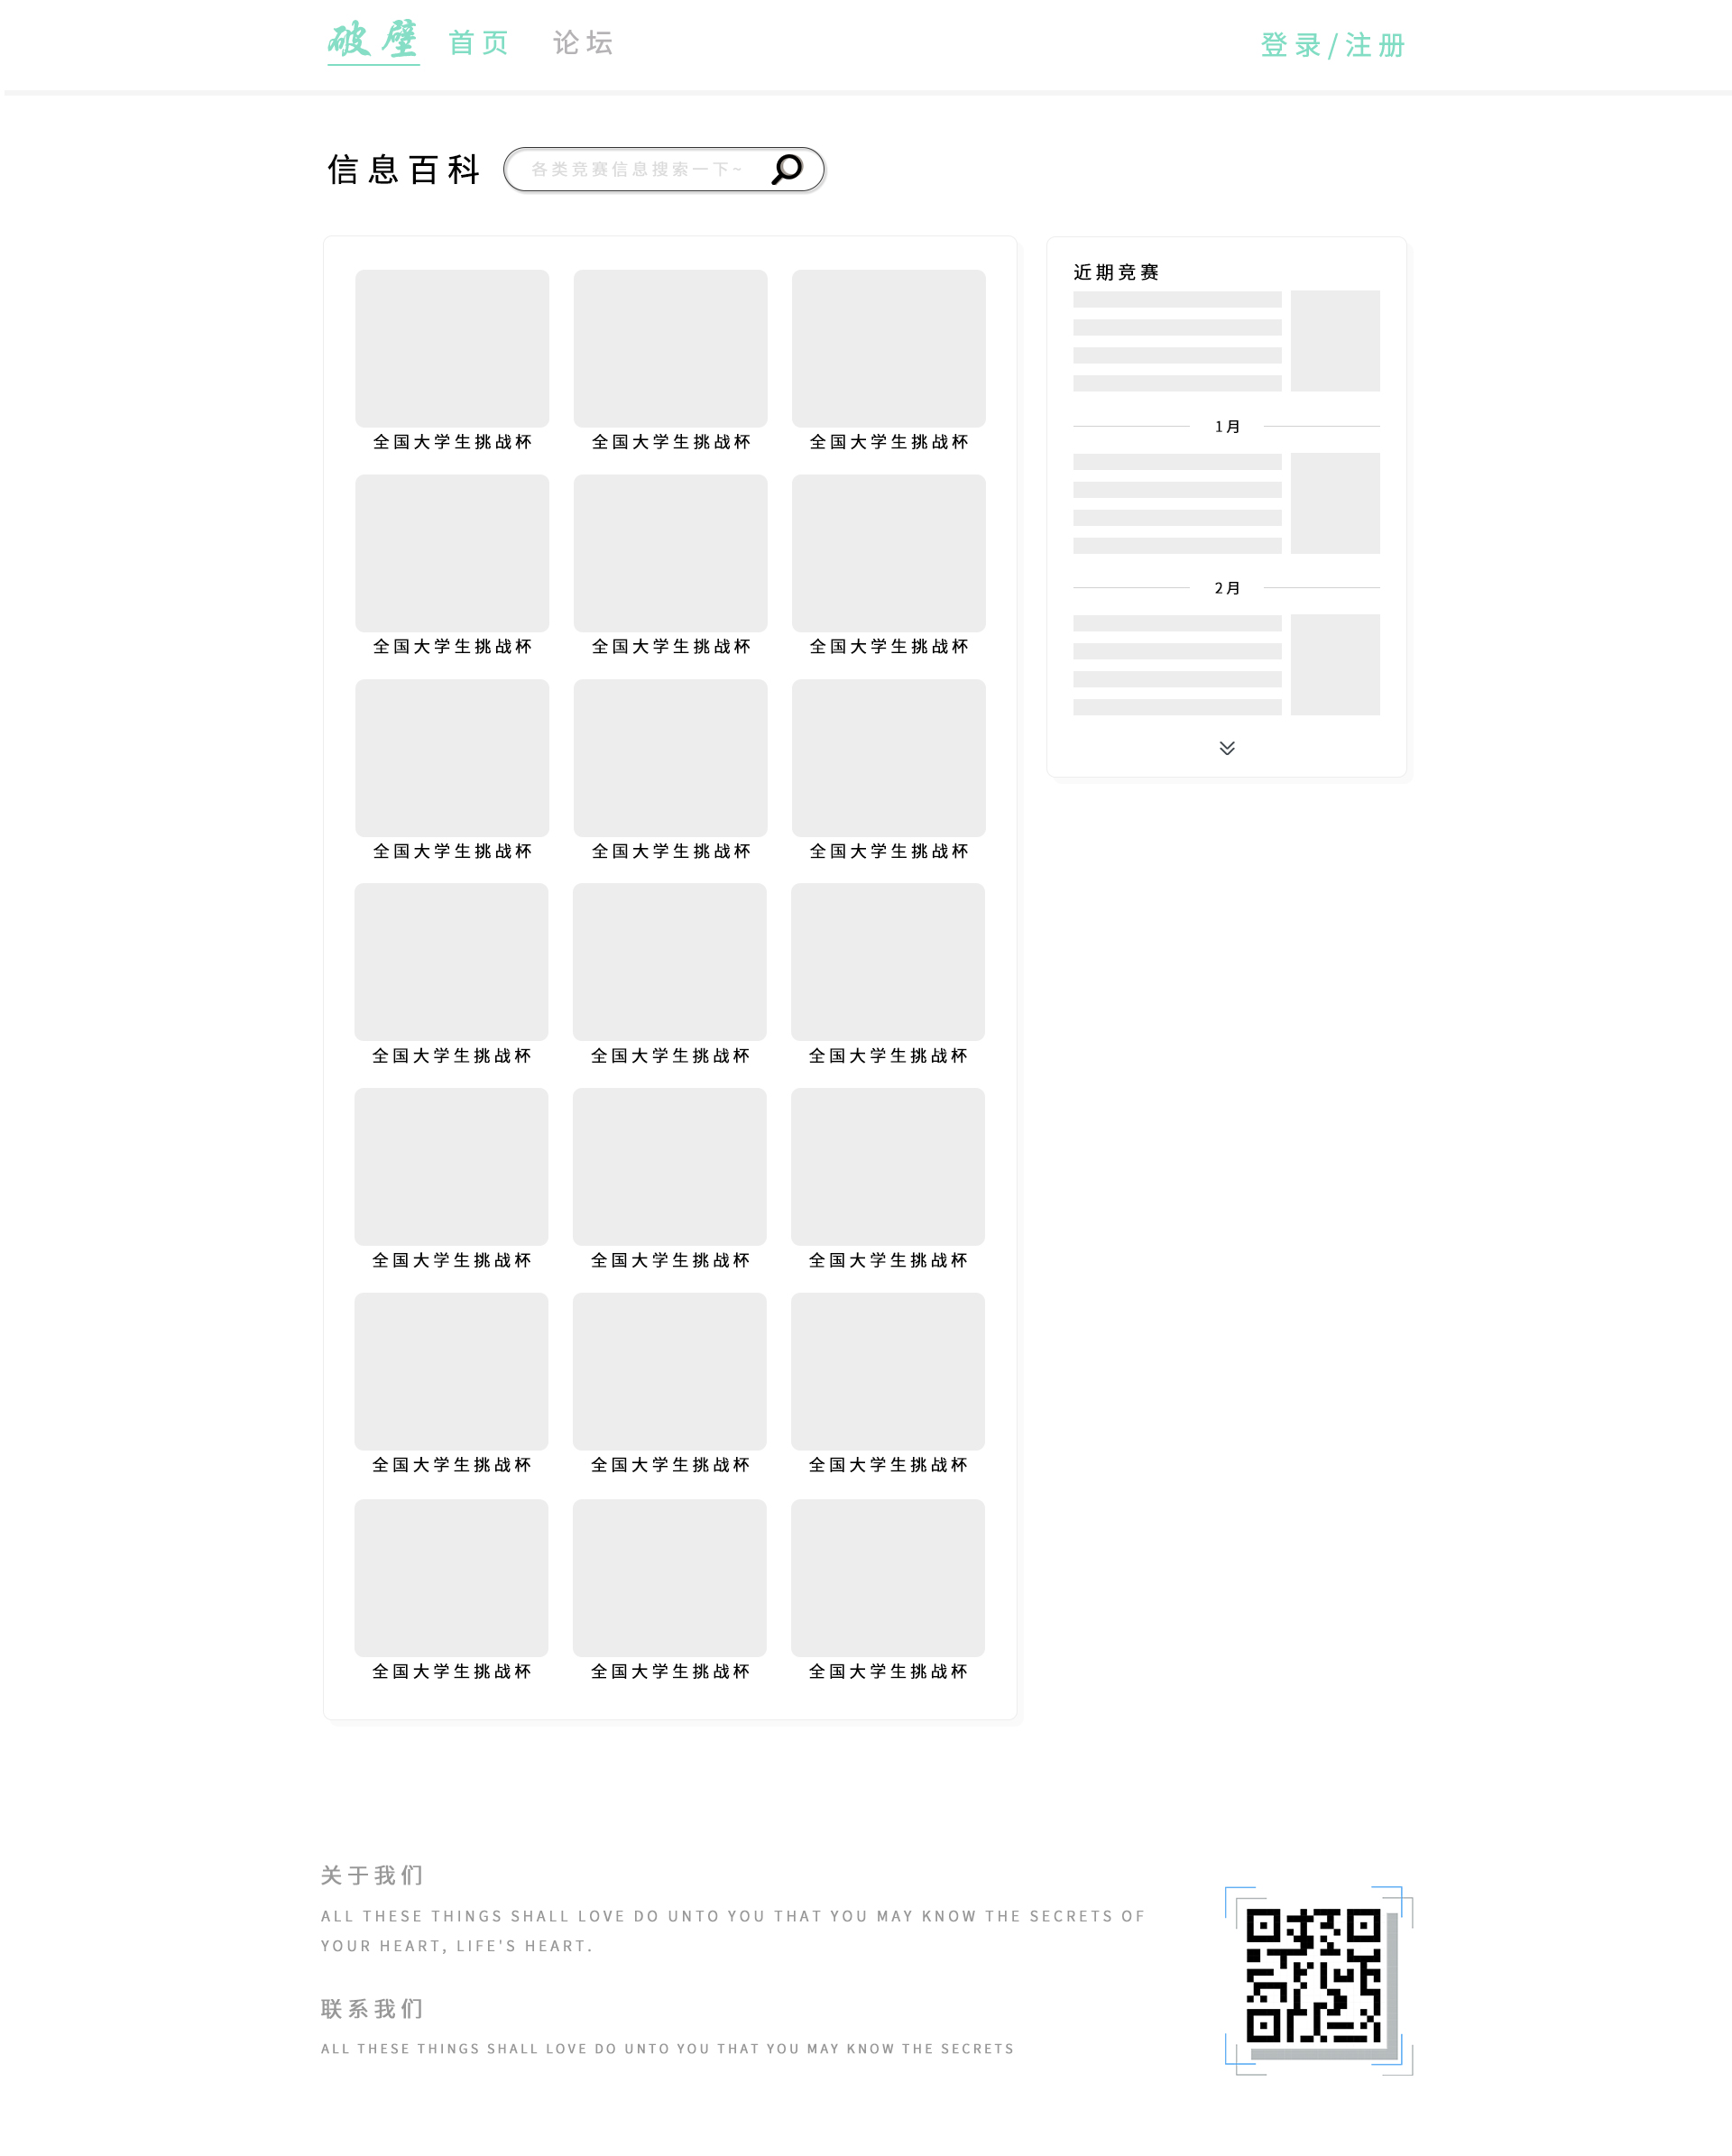 破壁 首页 论坛 登录/注册
信息百科 各类竞赛信息搜索一下~
近期竞赛
全国大学生挑战杯 全国大学生挑战杯 全国大学生挑战杯
1月
全国大学生挑战杯 全国大学生挑战杯 全国大学生挑战杯
2月
全国大学生挑战杯 全国大学生挑战杯 全国大学生挑战杯
全国大学生挑战杯 全国大学生挑战杯 全国大学生挑战杯
全国大学生挑战杯 全国大学生挑战杯 全国大学生挑战杯
全国大学生挑战杯 全国大学生挑战杯 全国大学生挑战杯
全国大学生挑战杯 全国大学生挑战杯 全国大学生挑战杯
关于我们
ALL THESE THINGS SHALL LOVE DO UNTO YOU THAT YOU MAY KNOW THE SECRETS OF
YOUR HEART, LIFE'S HEART.
联系我们
ALL THESE THINGS SHALL LOVE DO UNTO YOU THAT YOU MAY KNOW THE SECRETS